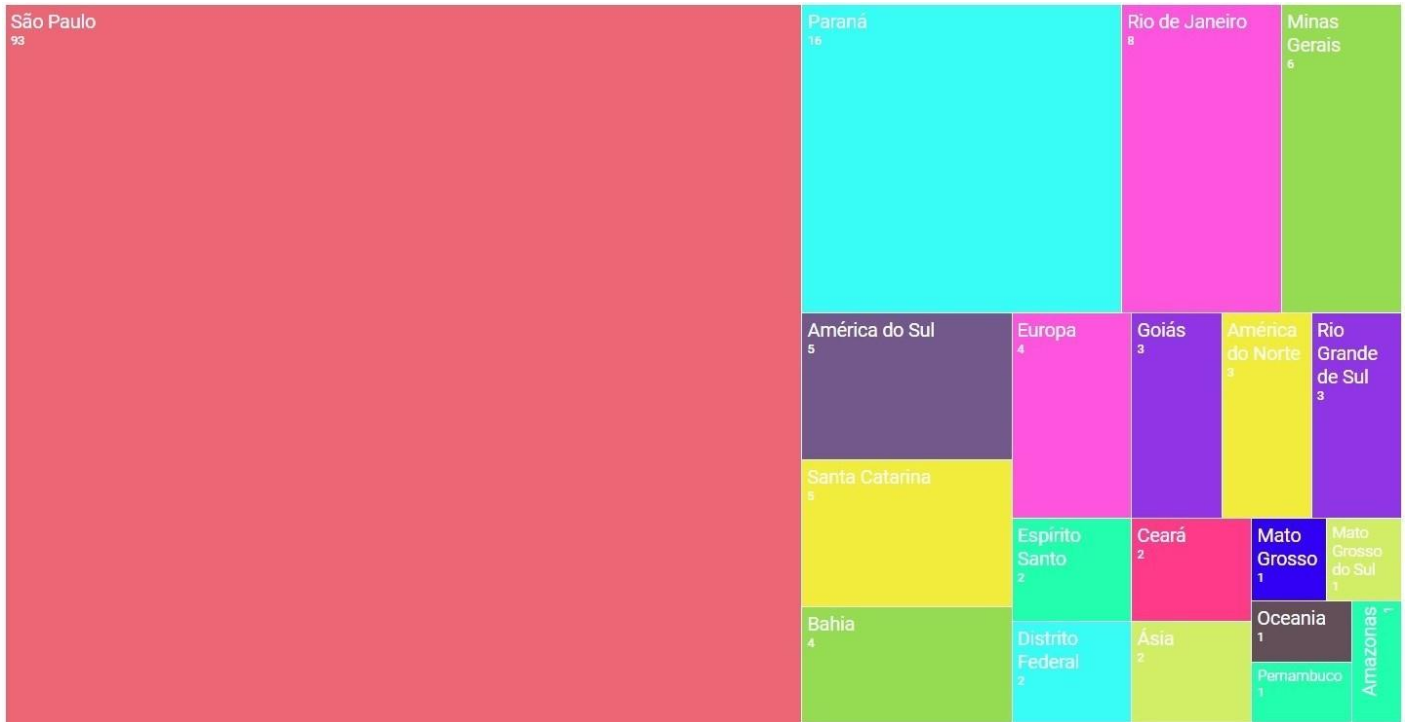 São Paulo
93
Paraná
16
Rio de Janeiro
8
Minas
Gerais
6
América do Sul
5
Santa Catarina
5
Bahia
4
Europa
4
Goiás
3
América
do Norte
3
Rio
Grande
de Sul
3
Espírito
Santo
2
Ceará
2
Distrito
Federal
2
Ásia
2
Mato
Grosso
1
Mato
Grosso
do Sul
1
Oceania
1
Pernambuco
1
Amazonas
1